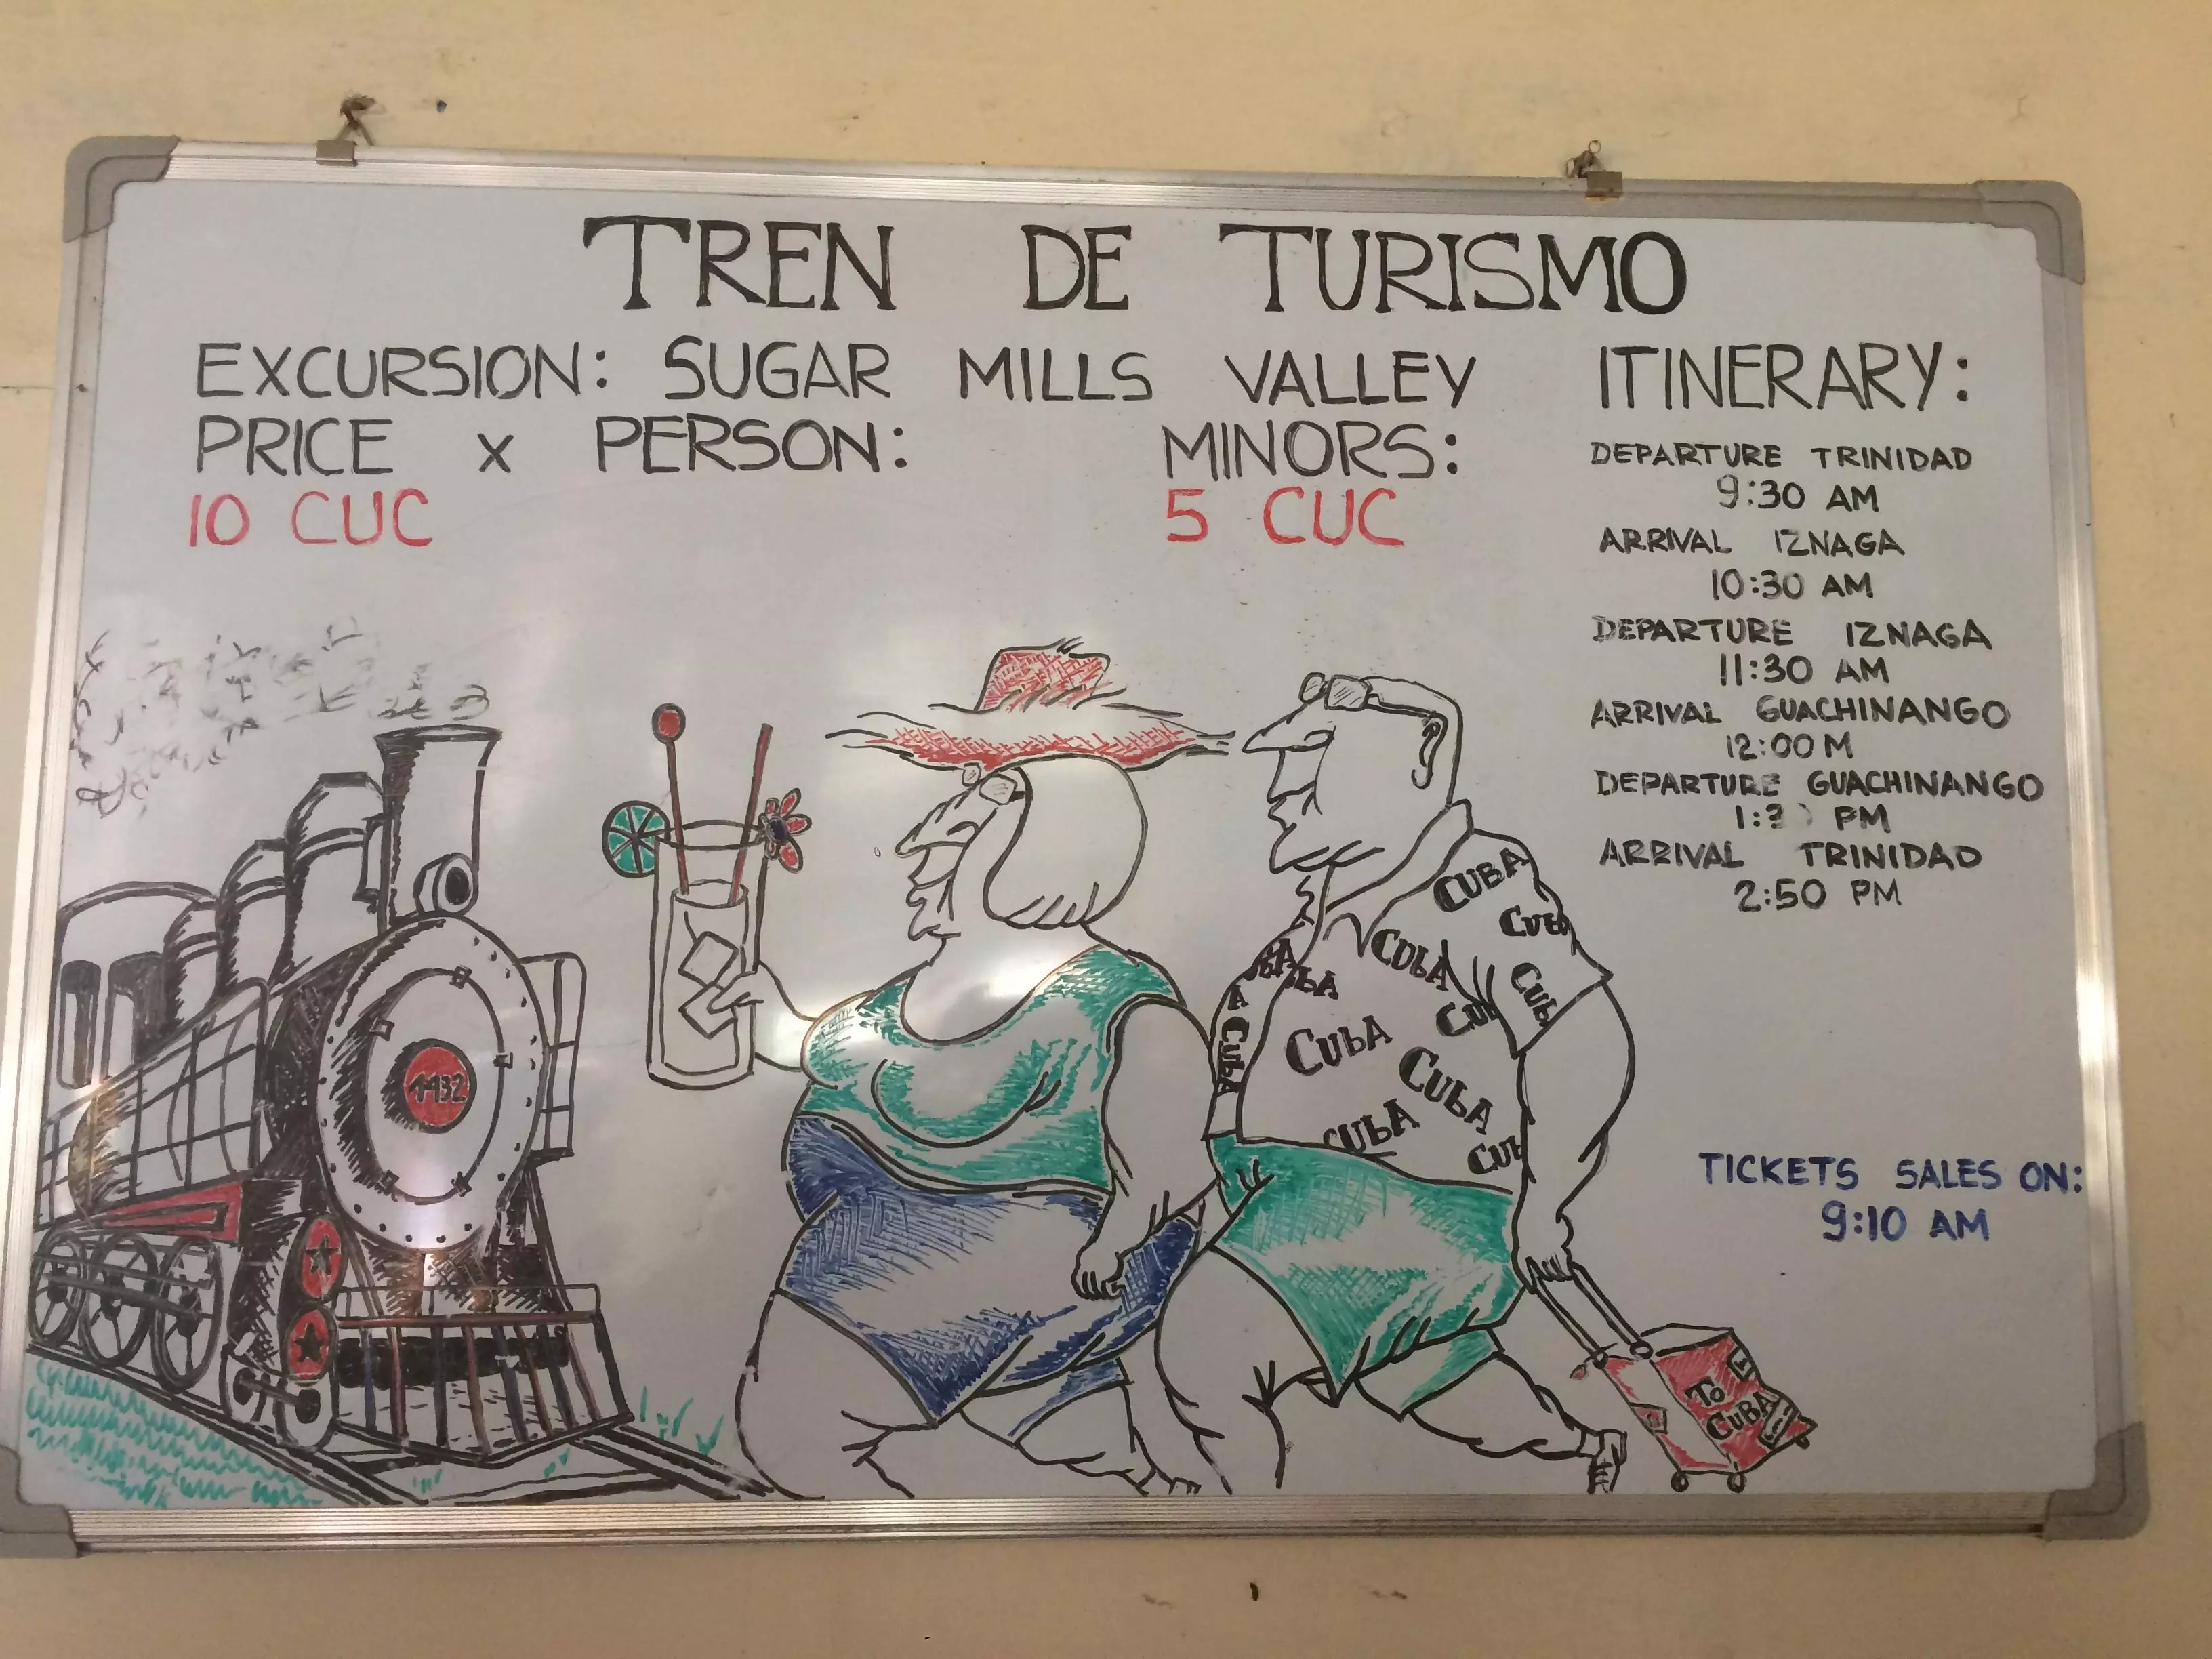 TREN DE TURISMO
EXCURSION: SUGAR MILLS VALLEY
PRICE x PERSON:
10 CUC
MINORS:
5 CUC
ITINERARY:
DEPARTURE TRINIDAD
9:30 AM
ARRIVAL IZNAGA
10:30 AM
DEPARTURE IZNAGA
11:30 AM
ARRIVAL GUACHINANGO
12:00 M
DEPARTURE GUACHINANGO
PM
ARRIVAL TRINIDAD
2:50 PM
TICKETS SALES ON:
9:10 AM
1432
CUBA
CUBA
CUBA
CUBA
CUBA
TO
CUBA